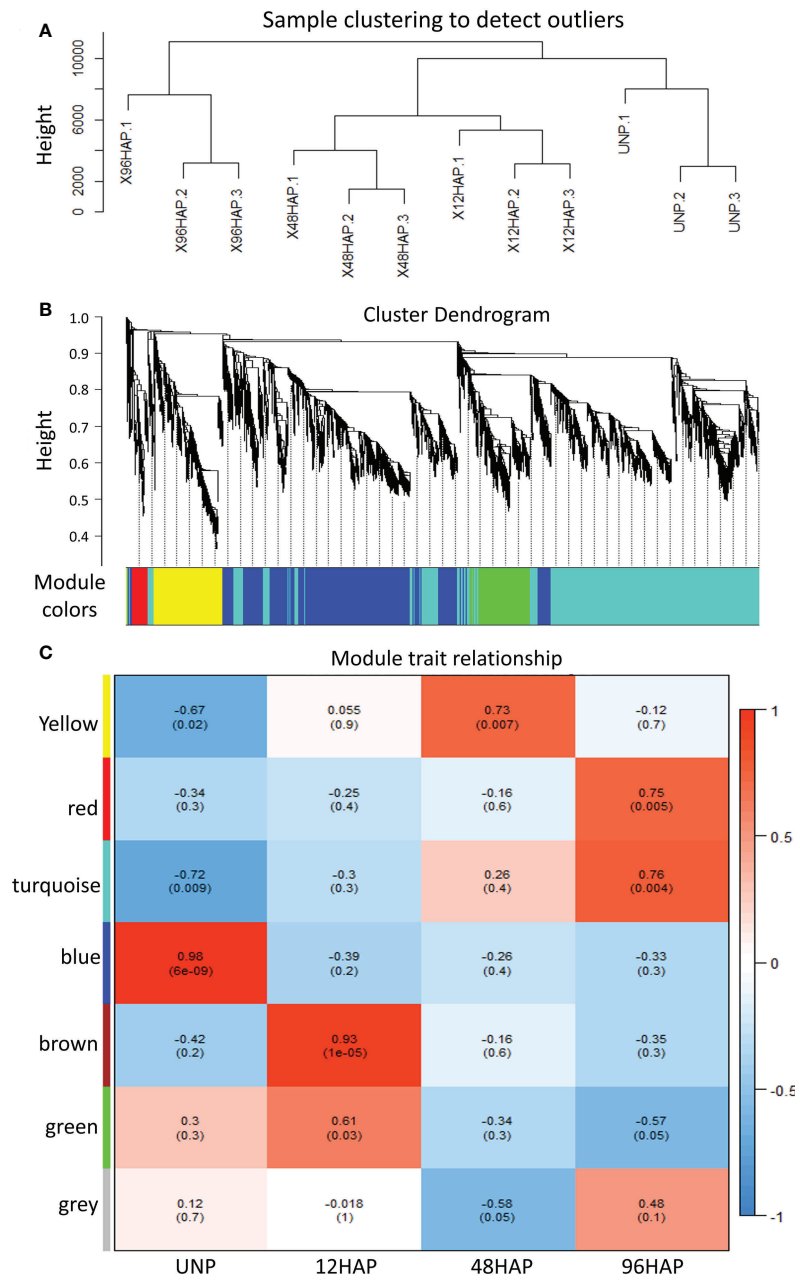 A
Sample clustering to detect outliers
Height
0
2000
6000
10000
X96HAP.1
X96HAP.2
X96HAP.3
X48HAP.1
X48HAP.2
X48HAP.3
X12HAP.1
X12HAP.2
X12HAP.3
UNP.1
UNP.2
UNP.3
B
Cluster Dendrogram
Height
1.0
0.9
0.8
0.7
0.6
0.5
0.4
Module
colors
C
Module trait relationship
Yellow
-0.67
(0.02)
0.055
(0.9)
0.73
(0.007)
-0.12
(0.7)
red
-0.34
(0.3)
-0.25
(0.4)
-0.16
(0.6)
0.75
(0.005)
turquoise
-0.72
(0.009)
-0.3
(0.3)
0.26
(0.4)
0.76
(0.004)
blue
0.98
(6e-09)
-0.39
(0.2)
-0.26
(0.4)
-0.33
(0.3)
brown
-0.42
(0.2)
0.93
(1e-05)
-0.16
(0.6)
-0.35
(0.3)
green
0.3
(0.3)
0.61
(0.03)
-0.34
(0.3)
-0.57
(0.05)
grey
0.12
(0.7)
-0.018
(1)
-0.58
(0.05)
0.48
(0.1)
UNP
12HAP
48HAP
96HAP
1
0.5
0
-0.5
-1